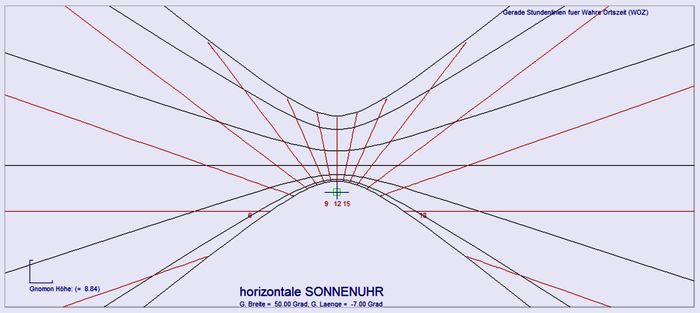 Gerade Stundenlinien fuer Wahre Ortszeit (WOZ)
9 12 15
6 18
Gnomon Höhe: (= 8.84)
horizontale SONNENUHR
G. Breite = 50.00 Grad, G. Laenge = -7.00 Grad